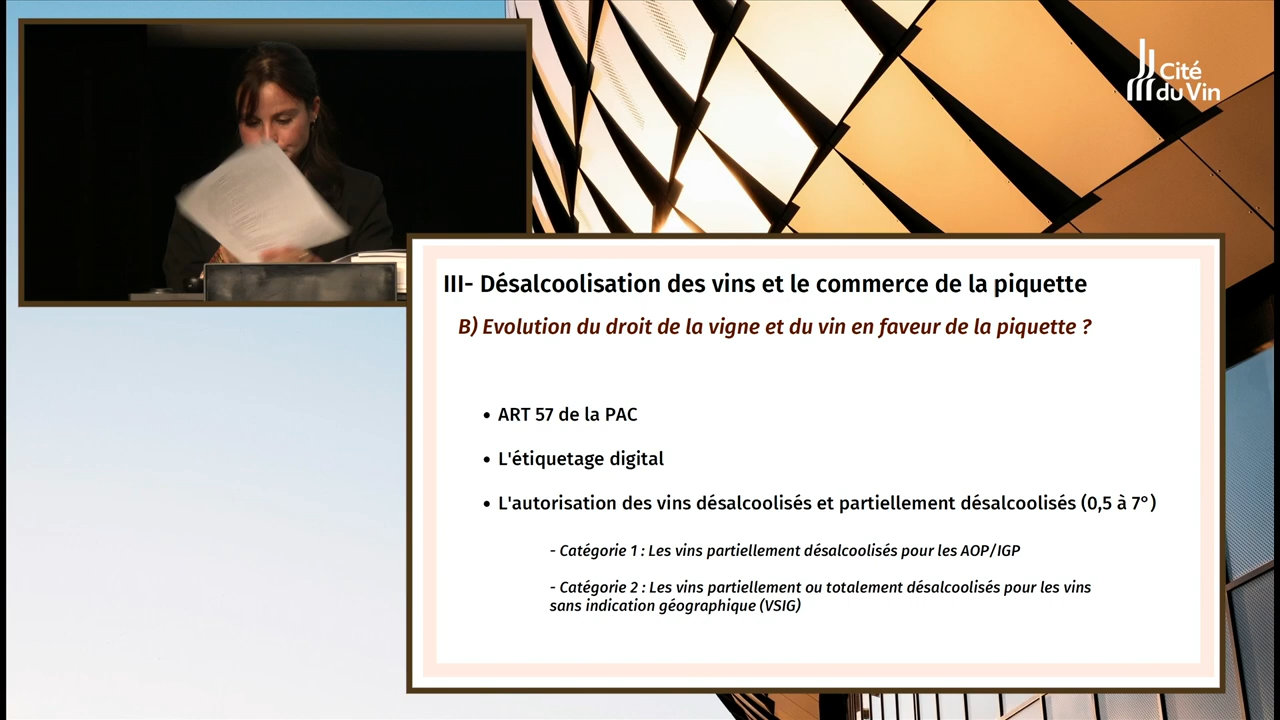 Cité
du Vin
III- Désalcoolisation des vins et le commerce de la piquette
B) Evolution du droit de la vigne et du vin en faveur de la piquette ?
• ART 57 de la PAC
• L'étiquetage digital
• L'autorisation des vins désalcoolisés et partiellement désalcoolisés (0,5 à 7°)
- Catégorie 1 : Les vins partiellement désalcoolisés pour les AOP/IGP
- Catégorie 2 : Les vins partiellement ou totalement désalcoolisés pour les vins
sans indication géographique (VSIG)